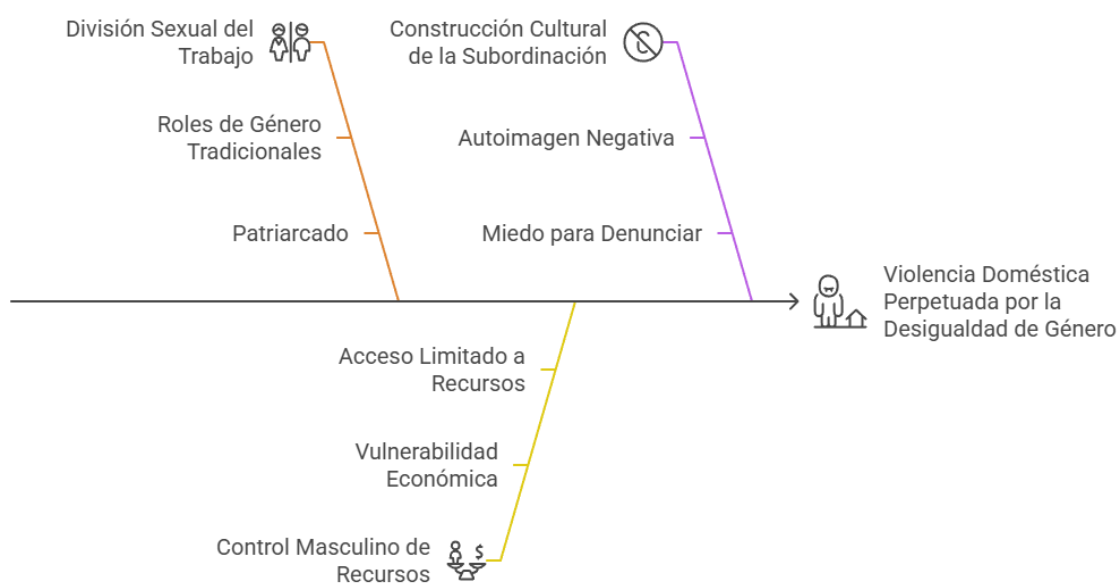 División Sexual del
Trabajo
Roles de Género
Tradicionales
Patriarcado
Construcción Cultural
de la Subordinación
Autoimagen Negativa
Miedo para Denunciar
Violencia Doméstica
Perpetuada por la
Desigualdad de Género
Acceso Limitado a
Recursos
Vulnerabilidad
Económica
Control Masculino de
Recursos
$